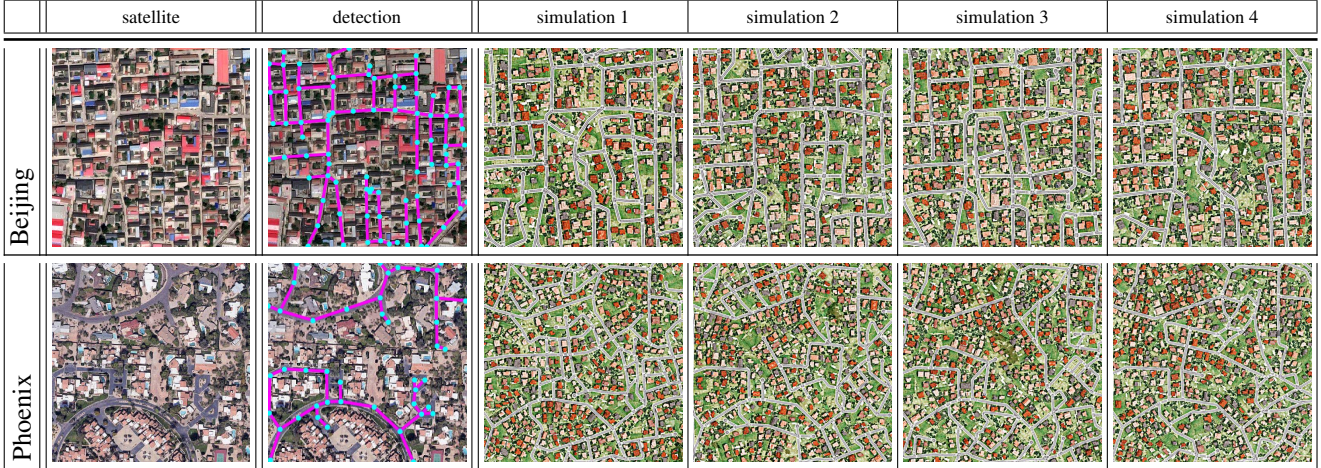 satellite detection simulation 1 simulation 2 simulation 3 simulation 4
Beijing
Phoenix